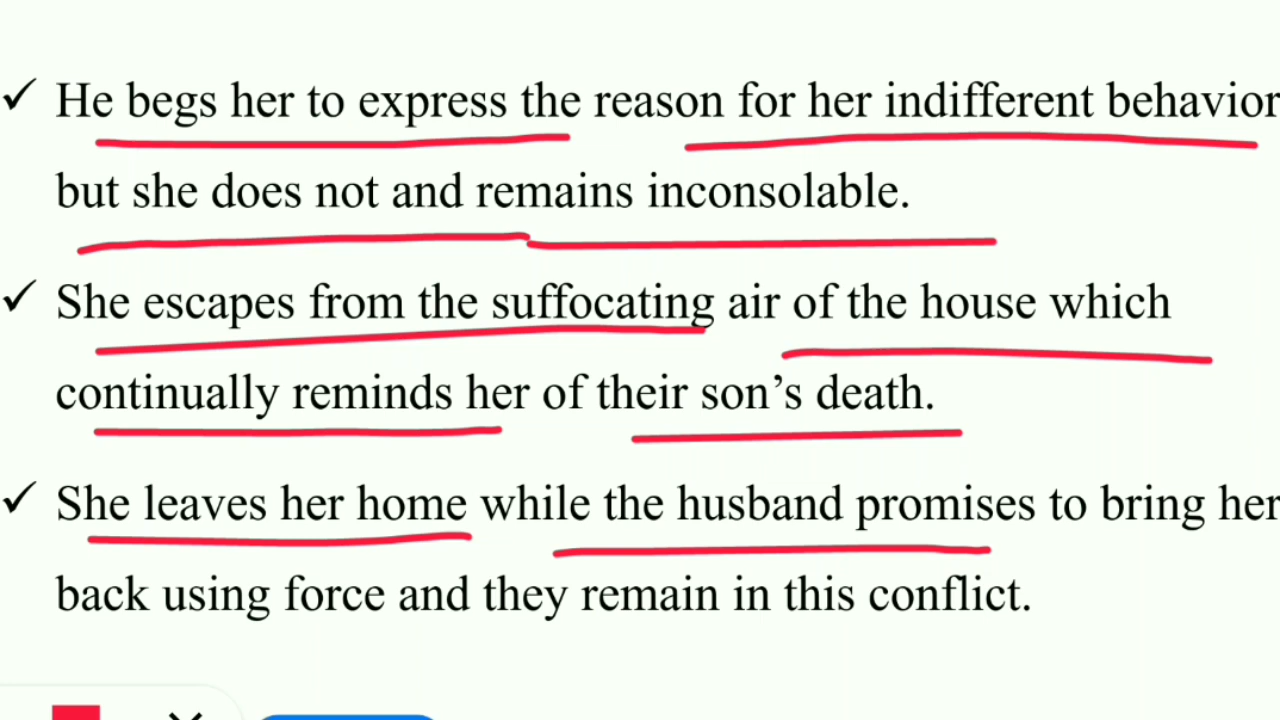 ✓ He begs her to express the reason for her indifferent behavior
but she does not and remains inconsolable.
✓ She escapes from the suffocating air of the house which
continually reminds her of their son’s death.
✓ She leaves her home while the husband promises to bring her
back using force and they remain in this conflict.